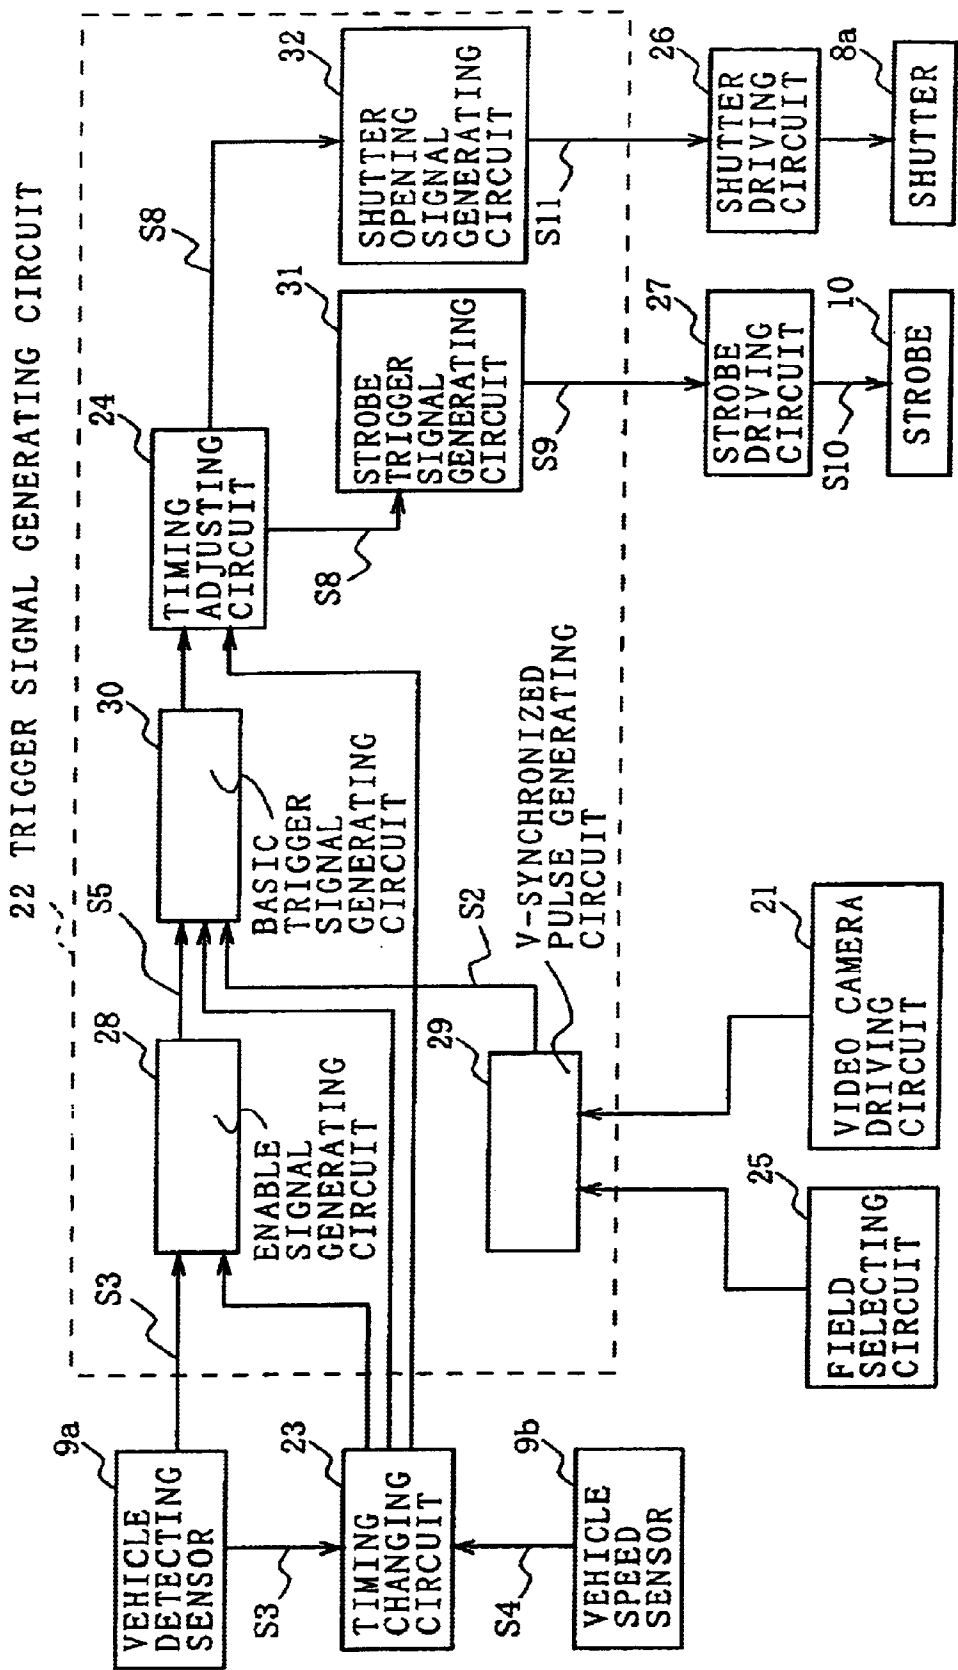 22 TRIGGER SIGNAL GENERATING CIRCUIT
9a
VEHICLE
DETECTING
SENSOR
S3
S3
23
TIMING
CHANGING
CIRCUIT
S4
9b
VEHICLE
SPEED
SENSOR
28
ENABLE
SIGNAL
GENERATING
CIRCUIT
S5
30
BASIC
TRIGGER
SIGNAL
GENERATING
CIRCUIT
S2
29
V-SYNCHRONIZED
PULSE GENERATING
CIRCUIT
25
FIELD
SELECTING
CIRCUIT
21
VIDEO CAMERA
DRIVING
CIRCUIT
24
TIMING
ADJUSTING
CIRCUIT
S8
S8
31
STROBE
TRIGGER
SIGNAL
GENERATING
CIRCUIT
S9
27
STROBE
DRIVING
CIRCUIT
S10
10
STROBE
32
SHUTTER
OPENING
SIGNAL
GENERATING
CIRCUIT
S11
26
SHUTTER
DRIVING
CIRCUIT
8a
SHUTTER